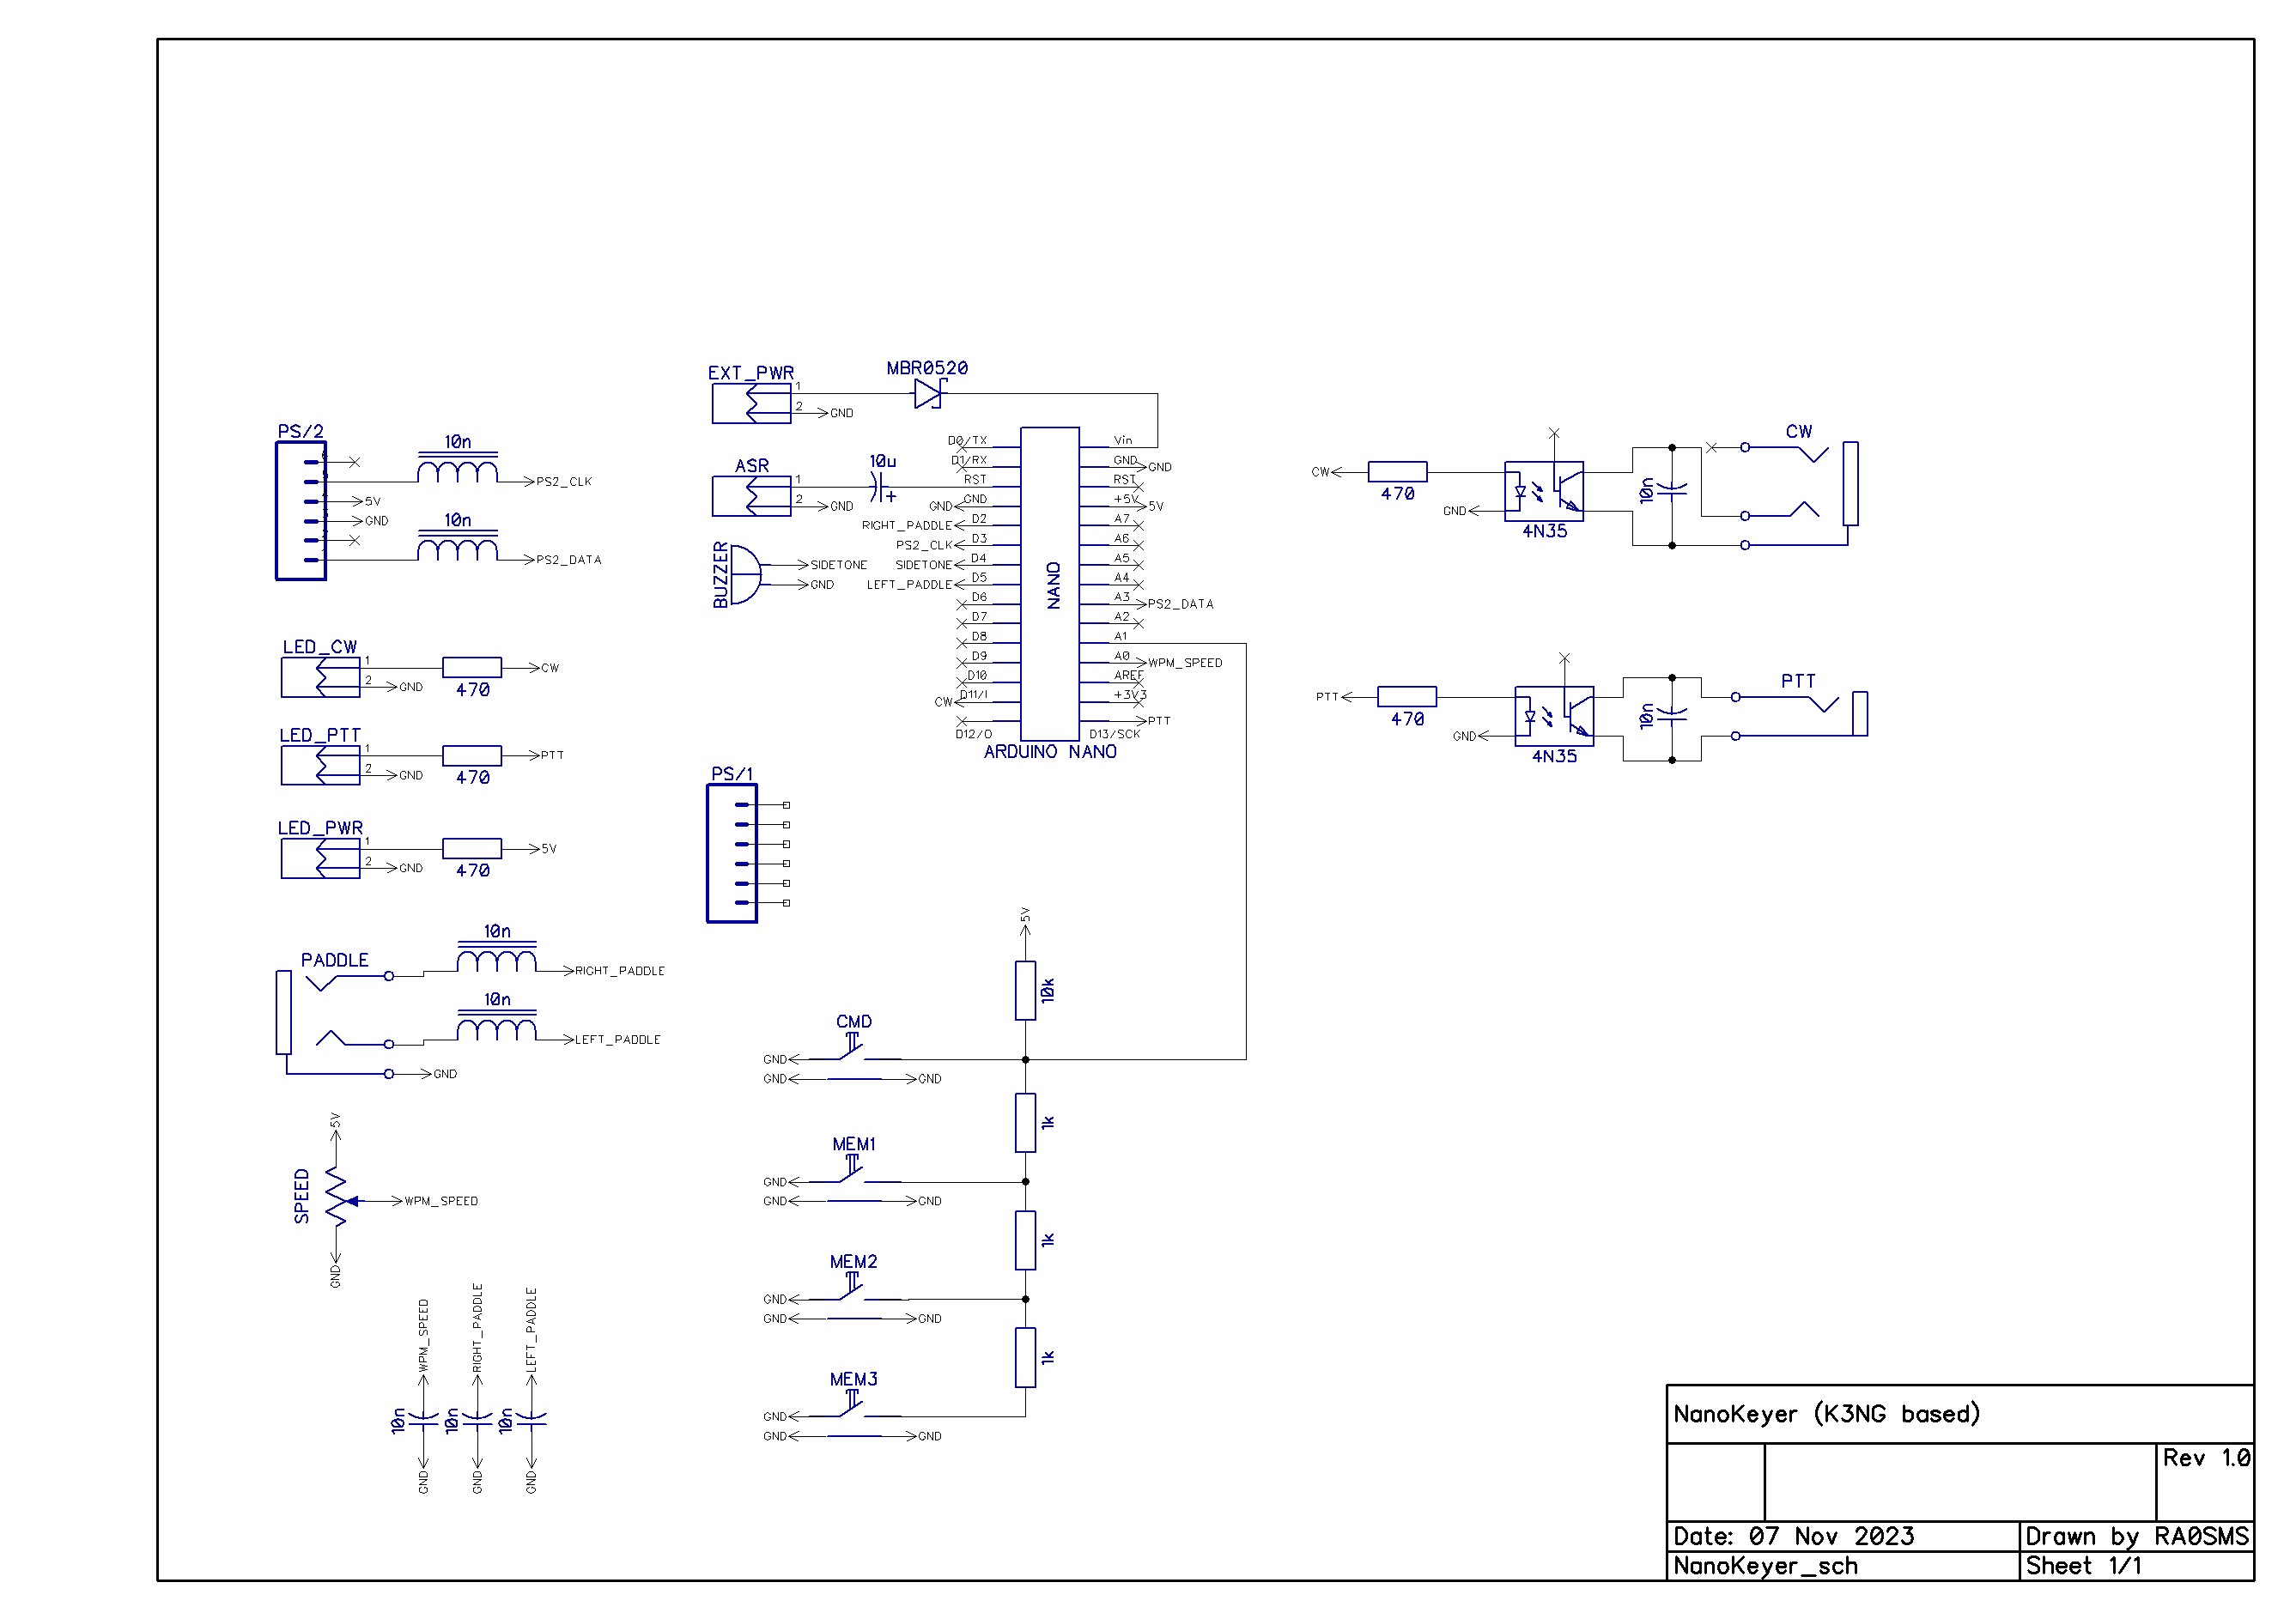 EXT_PWR
1
2
GND
MBR0520
ASR
1
2
GND
10u
BUZZER
SIDETONE
GND
D0/TX
D1/RX
RST
GND
GND
D2
RIGHT_PADDLE
D3
PS2_CLK
D4
SIDETONE
D5
LEFT_PADDLE
D6
D7
D8
D9
D10
D11/I
CW
D12/O
Vin
GND
GND
RST
+5V
5V
A7
A6
A5
A4
A3
PS2_DATA
A2
A1
A0
WPM_SPEED
AREF
+3V3
PTT
D13/SCK
NANO
ARDUINO NANO
PS/2
10n
PS2_CLK
5V
GND
10n
PS2_DATA
LED_CW
1
2
GND
470
CW
LED_PTT
1
2
GND
470
PTT
LED_PWR
1
2
GND
470
5V
PS/1
PADDLE
10n
RIGHT_PADDLE
10n
LEFT_PADDLE
GND
5V
SPEED
WPM_SPEED
GND
WPM_SPEED
RIGHT_PADDLE
LEFT_PADDLE
10n
10n
10n
GND
GND
GND
5V
10k
CMD
GND
GND
GND
1k
MEM1
GND
GND
GND
1k
MEM2
GND
GND
GND
1k
MEM3
GND
GND
GND
CW
470
GND
4N35
10n
CW
PTT
470
GND
4N35
10n
PTT
NanoKeyer (K3NG based)
Rev 1.0
Date: 07 Nov 2023
Drawn by RA0SMS
NanoKeyer_sch
Sheet 1/1